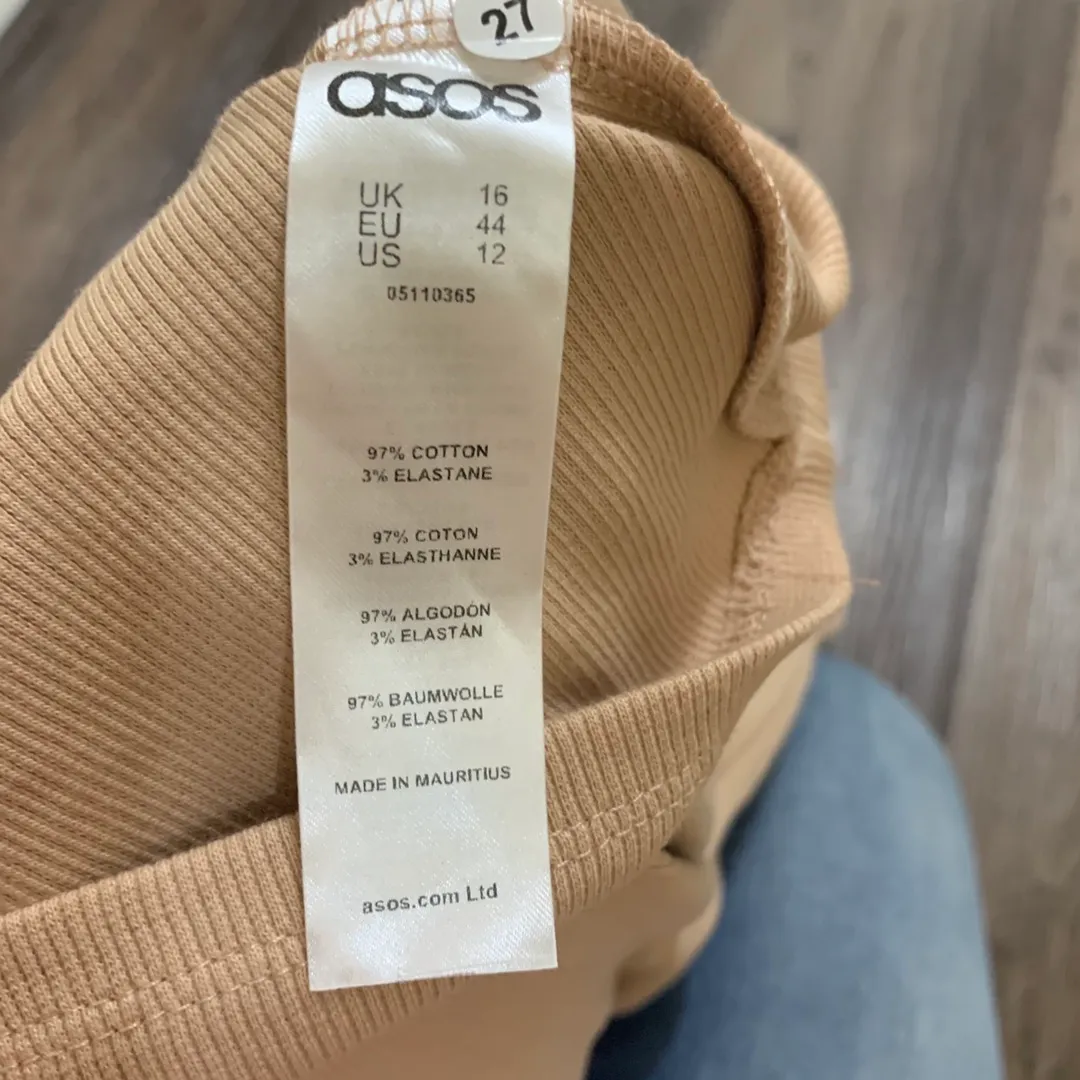 27
asos
UK 16
EU 44
US 12
05110365
97% COTTON
3% ELASTANE
97% COTON
3% ELASTHANNE
97% ALGODÓN
3% ELASTÁN
97% BAUMWOLLE
3% ELASTAN
MADE IN MAURITIUS
asos.com Ltd